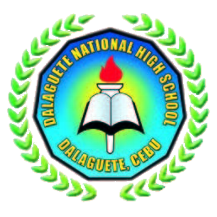 DALAGUETE NATIONAL HIGH SCHOOL
DALAGUETE, CEBU